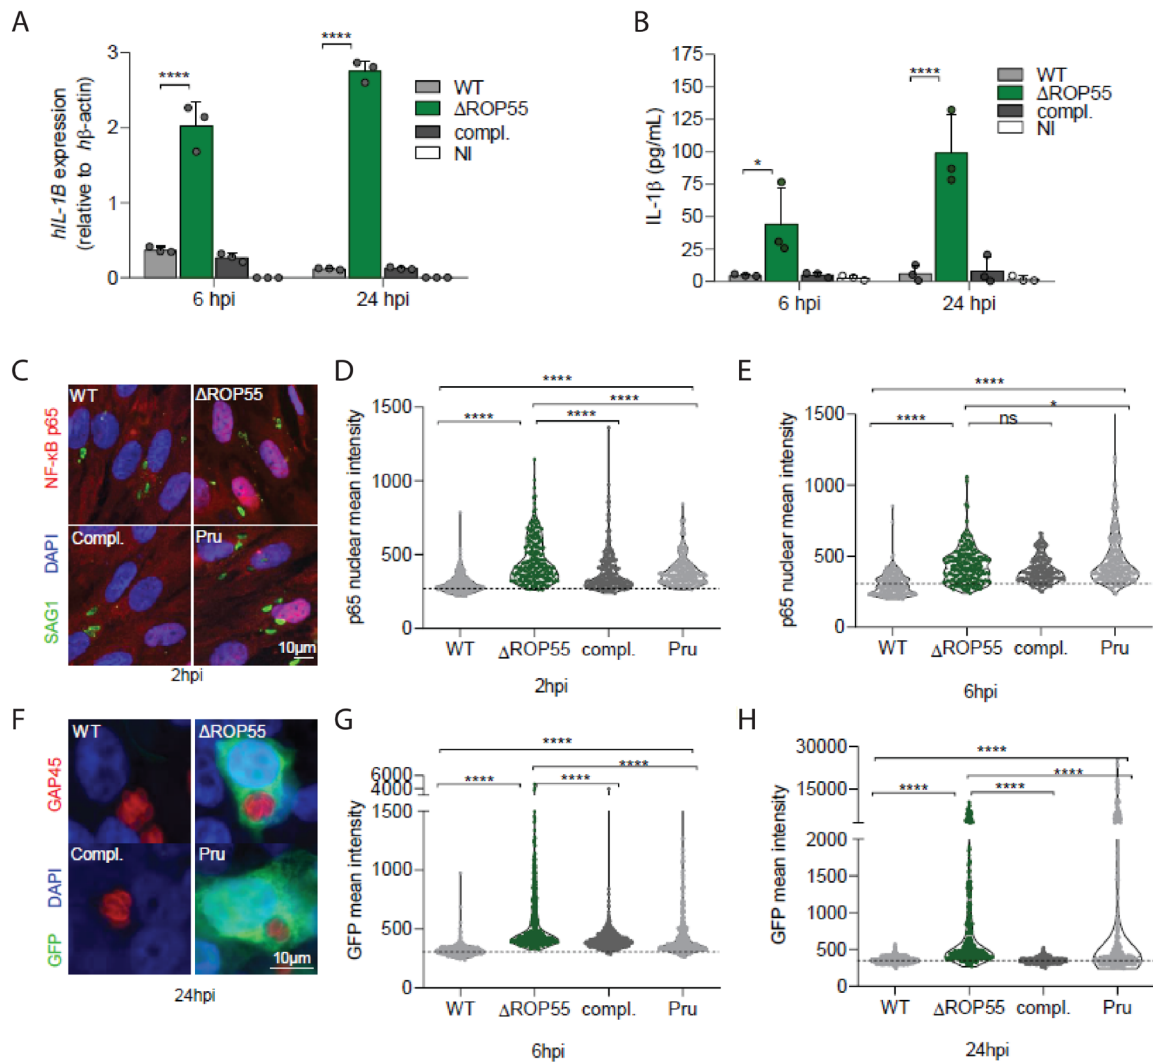 A
hIL-1B expression
(relative to hβ-actin)
3
2
1
0
****
****
6 hpi
24 hpi
WT
ΔROP55
compl.
NI
B
IL-1β (pg/mL)
175
150
125
100
75
50
25
0
*
****
6 hpi
24 hpi
WT
ΔROP55
compl.
NI
C
SAG1 DAPI NF-κB p65
WT
ΔROP55
Compl.
Pru
10μm
2hpi
D
p65 nuclear mean intensity
1500
1000
500
0
****
****
****
****
WT
ΔROP55
compl.
Pru
2hpi
E
p65 nuclear mean intensity
1500
1000
500
0
****
*
****
ns
WT
ΔROP55
compl.
Pru
6hpi
F
GFP DAPI GAP45
WT
ΔROP55
Compl.
Pru
10μm
24hpi
G
GFP mean intensity
6000
4000
1500
1000
500
0
****
****
****
****
WT
ΔROP55
compl.
Pru
6hpi
H
GFP mean intensity
30000
15000
2000
1500
1000
500
0
****
****
****
****
WT
ΔROP55
compl.
Pru
24hpi